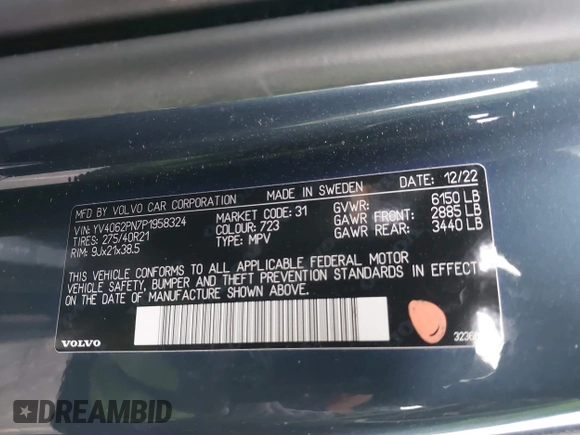 MFD BY VOLVO CAR CORPORATION MADE IN SWEDEN DATE: 12/22
VIN: YV4062PN7P1958324 MARKET CODE: 31 GVWR: 6150 LB
TIRES: 275/40R21 COLOUR: 723 GAWR FRONT: 2885 LB
RIM: 9Jx21x38.5 TYPE: MPV GAWR REAR: 3440 LB
THIS VEHICLE CONFORMS TO ALL APPLICABLE FEDERAL MOTOR
VEHICLE SAFETY, BUMPER, AND THEFT PREVENTION STANDARDS IN EFFECT
ON THE DATE OF MANUFACTURE SHOWN ABOVE.
VOLVO
DREAMBID